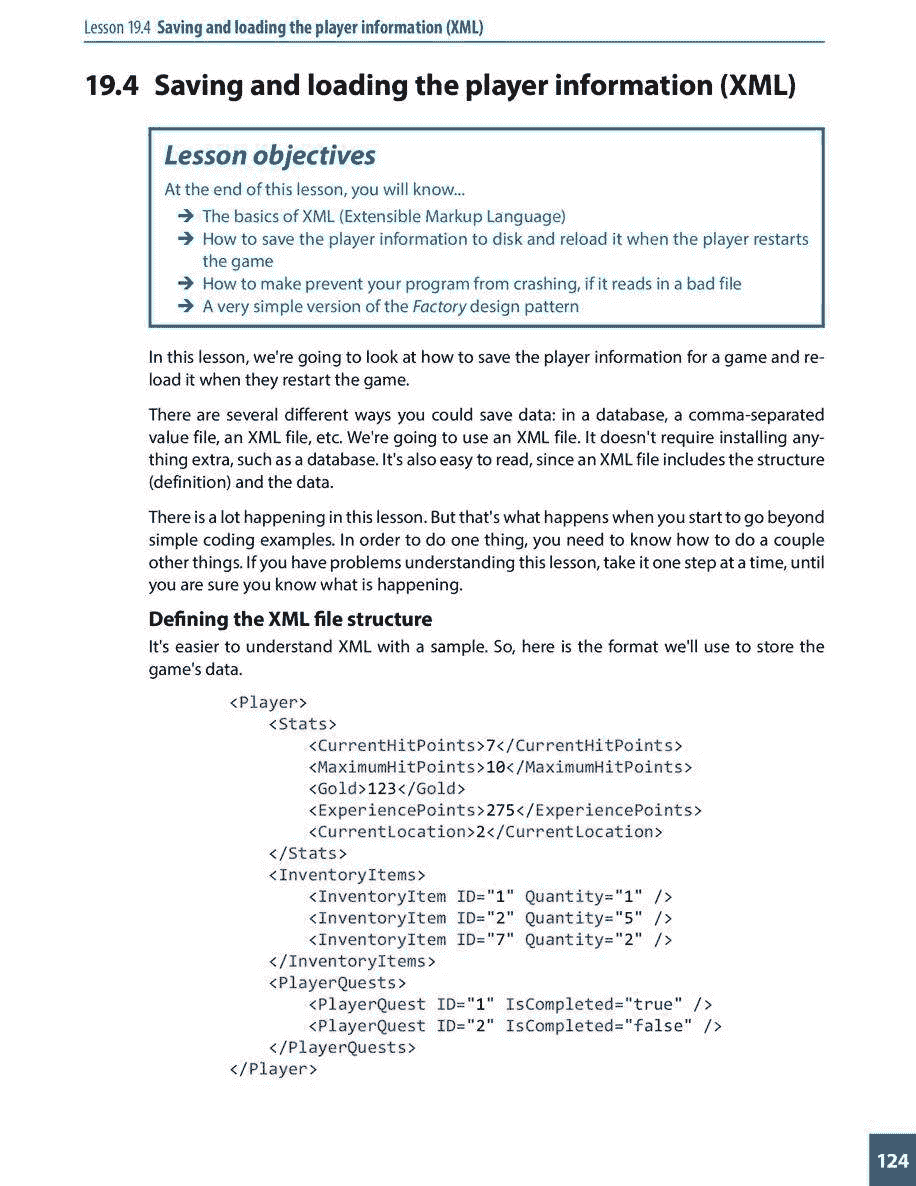 Lesson 19.4 Saving and loading the player information (XML)
19.4 Saving and loading the player information (XML)
Lesson objectives
At the end of this lesson, you will know...
➔ The basics of XML (Extensible Markup Language)
➔ How to save the player information to disk and reload it when the player restarts
the game
➔ How to make prevent your program from crashing, if it reads in a bad file
➔ A very simple version of the Factory design pattern
In this lesson, we're going to look at how to save the player information for a game and re-
load it when they restart the game.
There are several different ways you could save data: in a database, a comma-separated
value file, an XML file, etc. We're going to use an XML file. It doesn't require installing any-
thing extra, such as a database. It's also easy to read, since an XML file includes the structure
(definition) and the data.
There is a lot happening in this lesson. But that's what happens when you start to go beyond
simple coding examples. In order to do one thing, you need to know how to do a couple
other things. If you have problems understanding this lesson, take it one step at a time, until
you are sure you know what is happening.
Defining the XML file structure
It's easier to understand XML with a sample. So, here is the format we'll use to store the
game's data.
<Player>
    <Stats>
        <CurrentHitPoints>7</CurrentHitPoints>
        <MaximumHitPoints>10</MaximumHitPoints>
        <Gold>123</Gold>
        <ExperiencePoints>275</ExperiencePoints>
        <CurrentLocation>2</CurrentLocation>
    </Stats>
    <InventoryItems>
        <InventoryItem ID="1" Quantity="1" />
        <InventoryItem ID="2" Quantity="5" />
        <InventoryItem ID="7" Quantity="2" />
    </InventoryItems>
    <PlayerQuests>
        <PlayerQuest ID="1" IsCompleted="true" />
        <PlayerQuest ID="2" IsCompleted="false" />
    </PlayerQuests>
</Player>
124